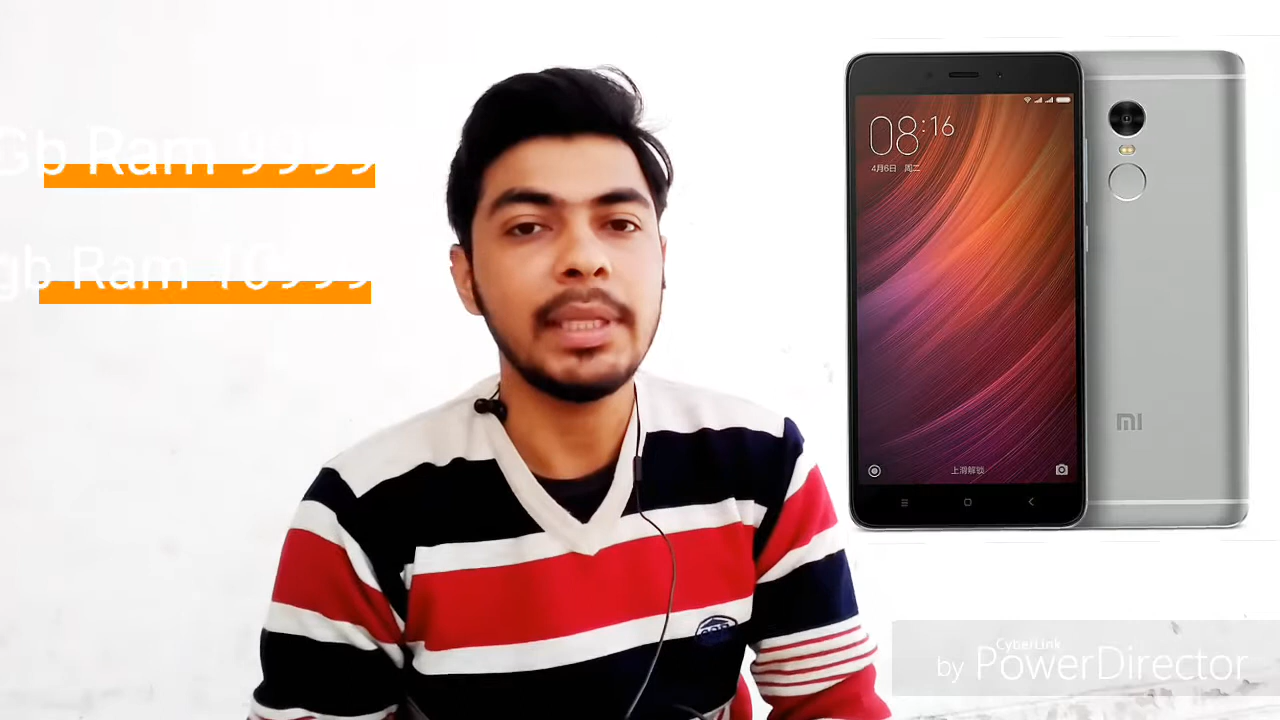 Gb Ram 9999
gb Ram 10999
08:16
4月6日 周二
上滑解锁
MI
CyberLink
by PowerDirector